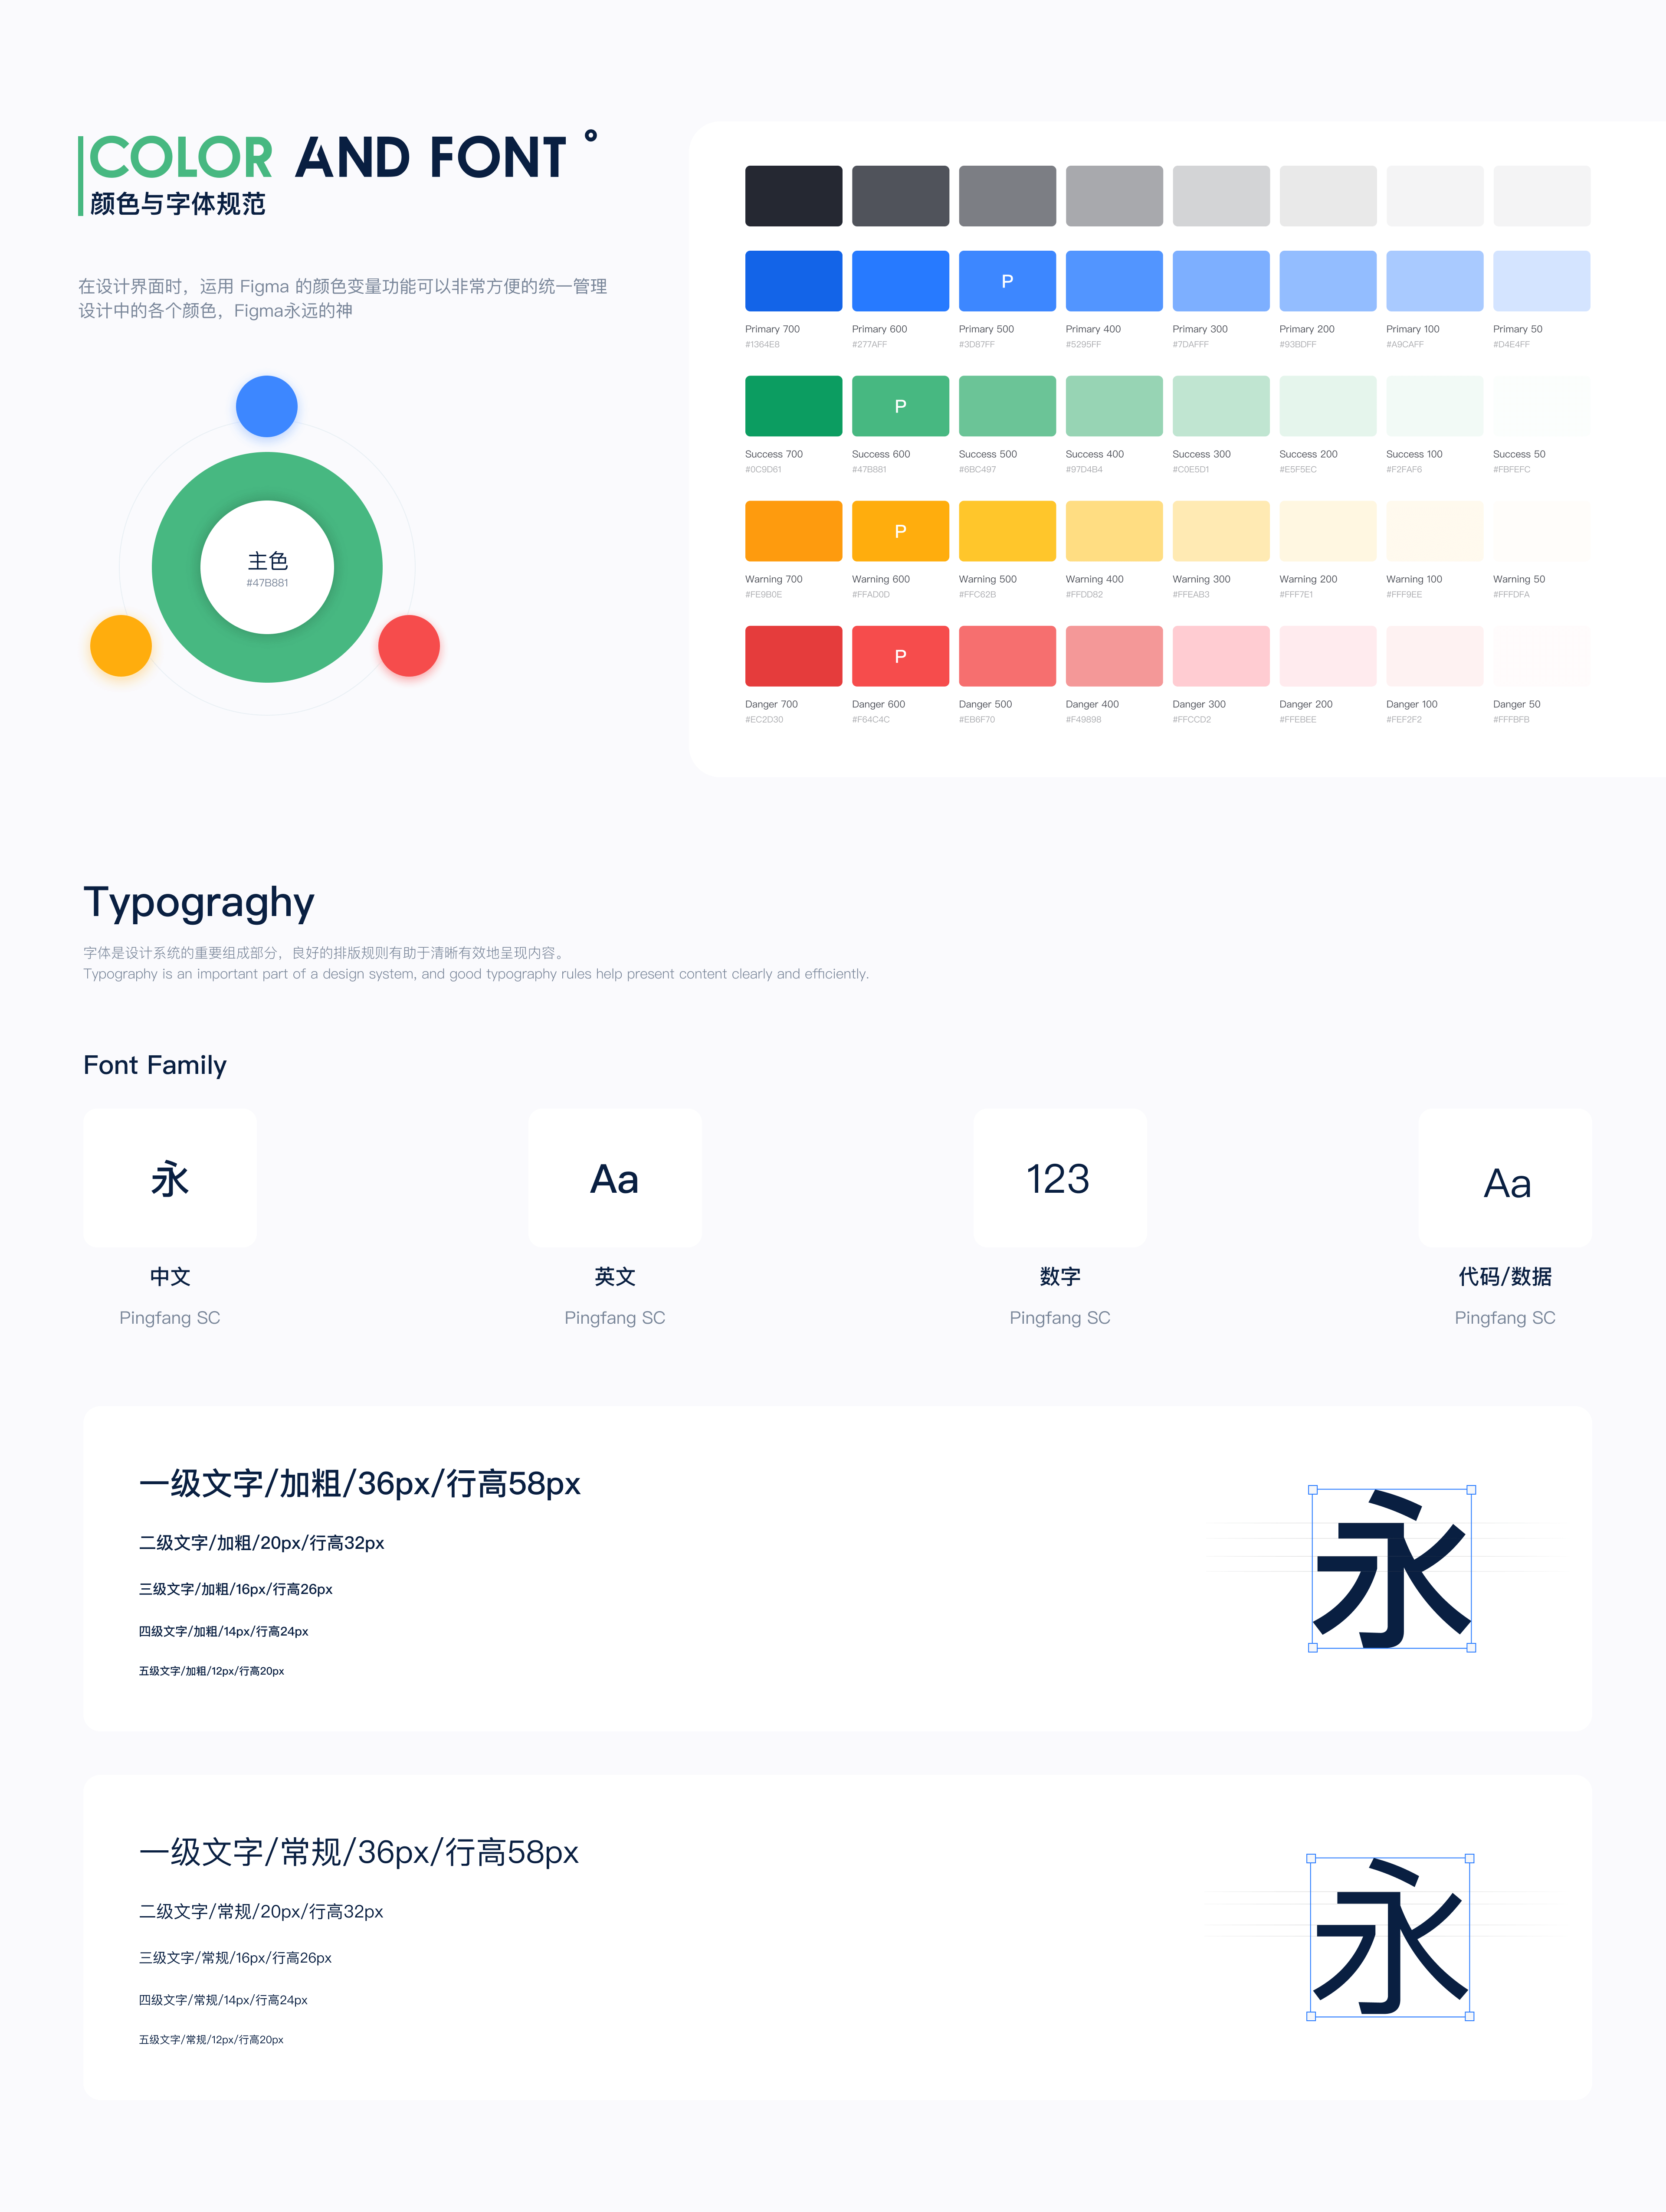 COLOR AND FONT °
颜色与字体规范
在设计界面时，运用 Figma 的颜色变量功能可以非常方便的统一管理
设计中的各个颜色，Figma永远的神
主色
#47B881
P
Primary 700 Primary 600 Primary 500 Primary 400 Primary 300 Primary 200 Primary 100 Primary 50
#1364E8 #277AFF #3D87FF #5295FF #7DAFFF #93BDFF #A9CAFF #D4E4FF
P
Success 700 Success 600 Success 500 Success 400 Success 300 Success 200 Success 100 Success 50
#0C9D61 #47B881 #6BC497 #97D4B4 #C0E5D1 #E5F5EC #F2FAF6 #FBFEFC
P
Warning 700 Warning 600 Warning 500 Warning 400 Warning 300 Warning 200 Warning 100 Warning 50
#FE9B0E #FFAD0D #FFC62B #FFDD82 #FFEAB3 #FFF7E1 #FFF9EE #FFFDFA
P
Danger 700 Danger 600 Danger 500 Danger 400 Danger 300 Danger 200 Danger 100 Danger 50
#EC2D30 #F64C4C #EB6F70 #F49898 #FFCCD2 #FFEBEE #FEF2F2 #FFFBFB
Typograghy
字体是设计系统的重要组成部分，良好的排版规则有助于清晰有效地呈现内容。
Typography is an important part of a design system, and good typography rules help present content clearly and efficiently.
Font Family
永 Aa 123 Aa
中文 英文 数字 代码/数据
Pingfang SC Pingfang SC Pingfang SC Pingfang SC
一级文字/加粗/36px/行高58px
二级文字/加粗/20px/行高32px
三级文字/加粗/16px/行高26px
四级文字/加粗/14px/行高24px
五级文字/加粗/12px/行高20px
永
一级文字/常规/36px/行高58px
二级文字/常规/20px/行高32px
三级文字/常规/16px/行高26px
四级文字/常规/14px/行高24px
五级文字/常规/12px/行高20px
永